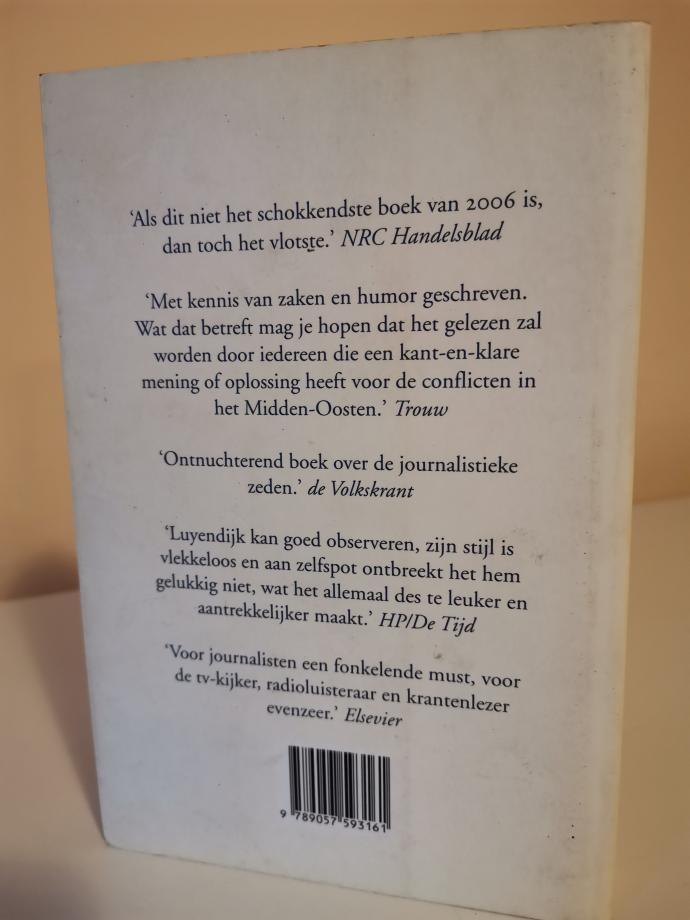 ‘Als dit niet het schokkendste boek van 2006 is,
dan toch het vlotste.’ NRC Handelsblad
‘Met kennis van zaken en humor geschreven.
Wat dat betreft mag je hopen dat het gelezen zal
worden door iedereen die een kant-en-klare
mening of oplossing heeft voor de conflicten in
het Midden-Oosten.’ Trouw
‘Ontnuchterend boek over de journalistieke
zeden.’ de Volkskrant
‘Luyendijk kan goed observeren, zijn stijl is
vlekkeloos en aan zelfspot ontbreekt het hem
gelukkig niet, wat het allemaal des te leuker en
aantrekkelijker maakt.’ HP/De Tijd
‘Voor journalisten een fonkelende must, voor
de tv-kijker, radioluisteraar en krantenlezer
evenzeer.’ Elsevier
9 789057 593161